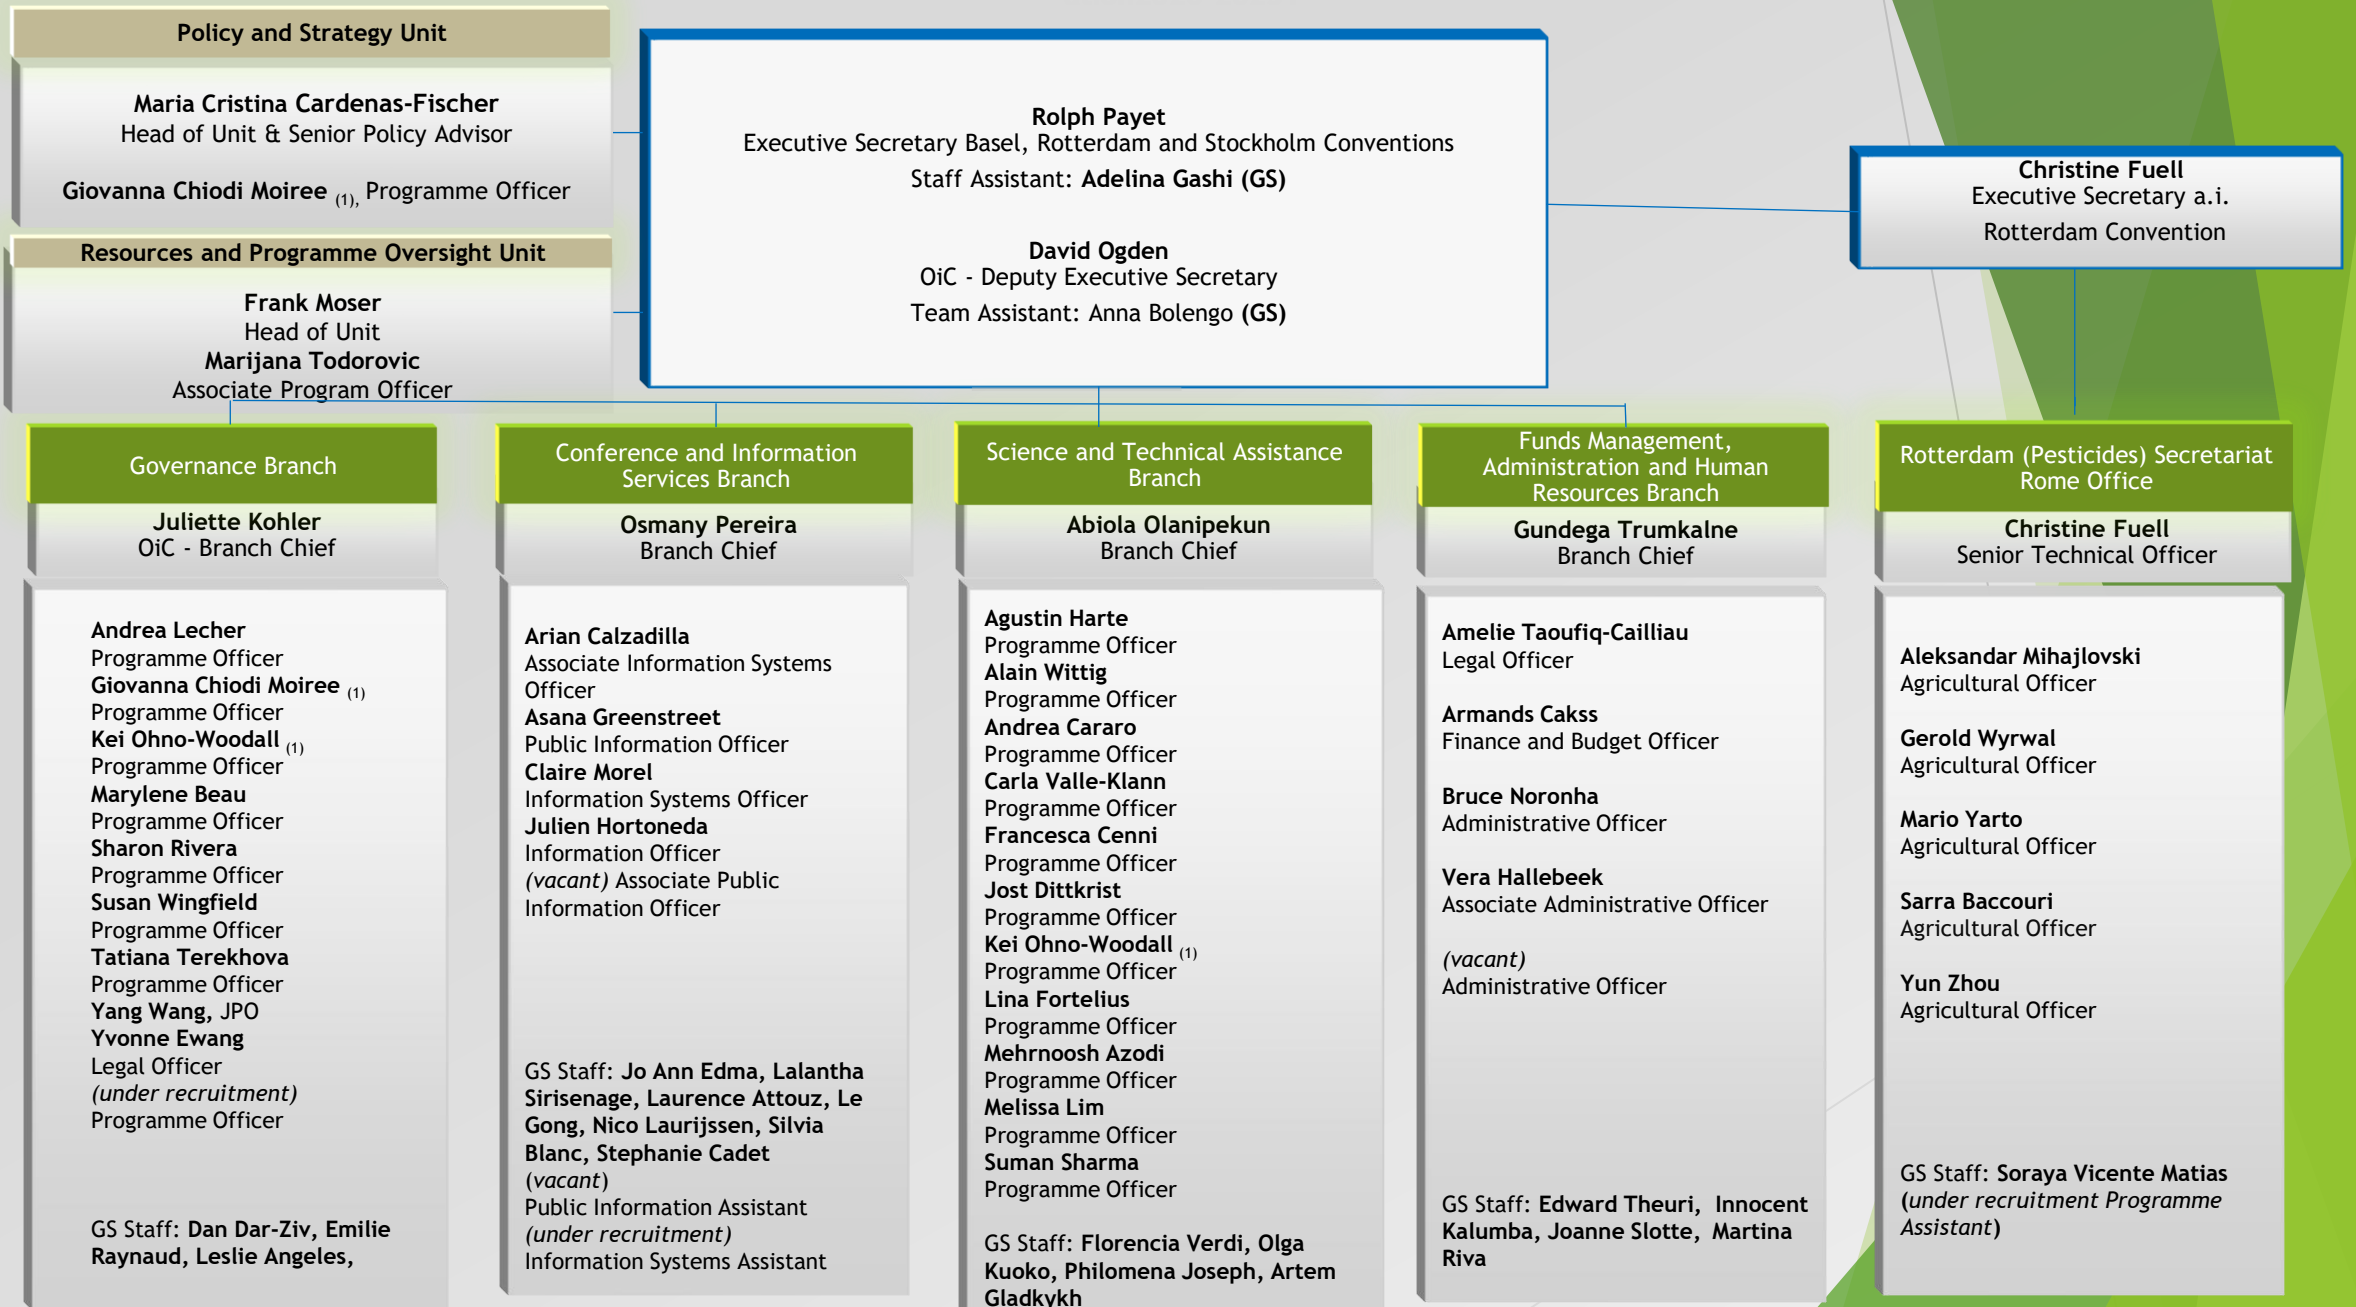 Policy and Strategy Unit
Maria Cristina Cardenas-Fischer
Head of Unit & Senior Policy Advisor
Giovanna Chiodi Moiree (1), Programme Officer
Resources and Programme Oversight Unit
Frank Moser
Head of Unit
Marijana Todorovic
Associate Program Officer
Rolph Payet
Executive Secretary Basel, Rotterdam and Stockholm Conventions
Staff Assistant: Adelina Gashi (GS)
David Ogden
OiC - Deputy Executive Secretary
Team Assistant: Anna Bolengo (GS)
Christine Fuell
Executive Secretary a.i.
Rotterdam Convention
Governance Branch
Juliette Kohler
OiC - Branch Chief
Andrea Lecher
Programme Officer
Giovanna Chiodi Moiree (1)
Programme Officer
Kei Ohno-Woodall (1)
Programme Officer
Marylene Beau
Programme Officer
Sharon Rivera
Programme Officer
Susan Wingfield
Programme Officer
Tatiana Terekhova
Programme Officer
Yang Wang, JPO
Yvonne Ewang
Legal Officer
(under recruitment)
Programme Officer
GS Staff: Dan Dar-Ziv, Emilie
Raynaud, Leslie Angeles,
Conference and Information
Services Branch
Osmany Pereira
Branch Chief
Arian Calzadilla
Associate Information Systems
Officer
Asana Greenstreet
Public Information Officer
Claire Morel
Information Systems Officer
Julien Hortoneda
Information Officer
(vacant) Associate Public
Information Officer
GS Staff: Jo Ann Edma, Lalantha
Sirisenage, Laurence Attouz, Le
Gong, Nico Laurijssen, Silvia
Blanc, Stephanie Cadet
(vacant)
Public Information Assistant
(under recruitment)
Information Systems Assistant
Science and Technical Assistance
Branch
Abiola Olanipekun
Branch Chief
Agustin Harte
Programme Officer
Alain Wittig
Programme Officer
Andrea Cararo
Programme Officer
Carla Valle-Klann
Programme Officer
Francesca Cenni
Programme Officer
Jost Dittkrist
Programme Officer
Kei Ohno-Woodall (1)
Programme Officer
Lina Fortelius
Programme Officer
Mehrnoosh Azodi
Programme Officer
Melissa Lim
Programme Officer
Suman Sharma
Programme Officer
GS Staff: Florencia Verdi, Olga
Kuoko, Philomena Joseph, Artem
Gladkykh
Funds Management,
Administration and Human
Resources Branch
Gundega Trumkalne
Branch Chief
Amelie Taoufiq-Cailliau
Legal Officer
Armands Cakss
Finance and Budget Officer
Bruce Noronha
Administrative Officer
Vera Hallebeek
Associate Administrative Officer
(vacant)
Administrative Officer
GS Staff: Edward Theuri, Innocent
Kalumba, Joanne Slotte, Martina
Riva
Rotterdam (Pesticides) Secretariat
Rome Office
Christine Fuell
Senior Technical Officer
Aleksandar Mihajlovski
Agricultural Officer
Gerold Wyrwal
Agricultural Officer
Mario Yarto
Agricultural Officer
Sarra Baccouri
Agricultural Officer
Yun Zhou
Agricultural Officer
GS Staff: Soraya Vicente Matias
(under recruitment Programme
Assistant)